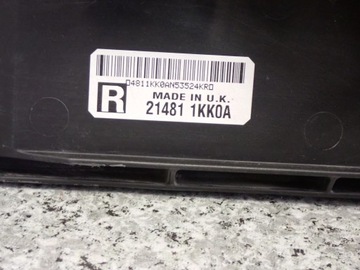 D4811KK0AN53524KRD
R MADE IN U.K.
21481 1KK0A